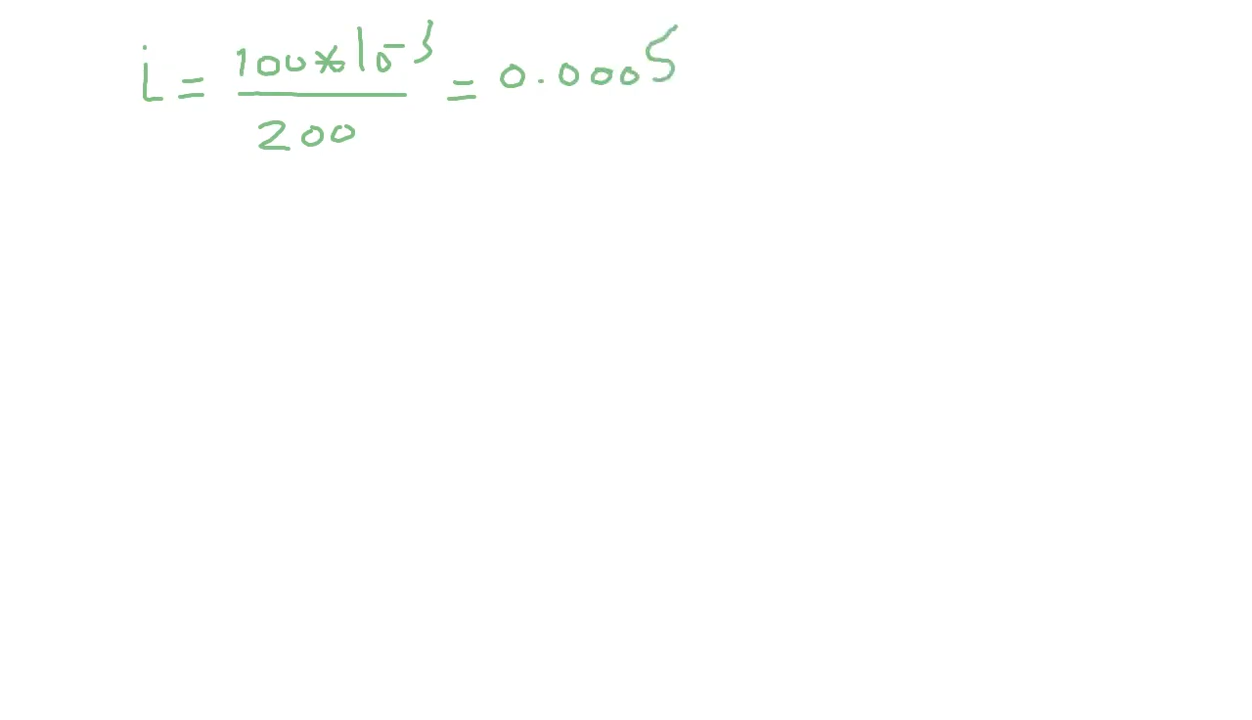 i = 100*10⁻³ / 200 = 0.0005